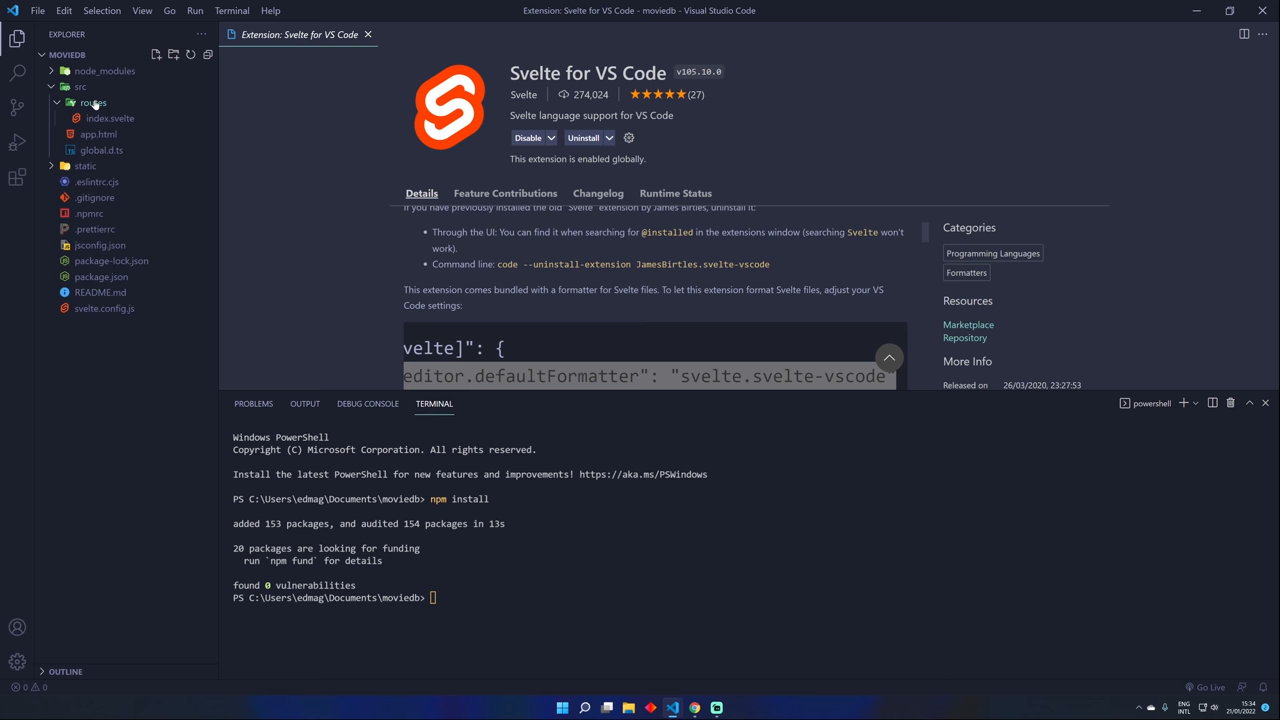 File Edit Selection View Go Run Terminal Help
Extension: Svelte for VS Code - moviedb - Visual Studio Code
EXPLORER
MOVIEDB
node_modules
src
routes
index.svelte
app.html
global.d.ts
static
.eslintrc.cjs
.gitignore
.npmrc
.prettierrc
jsconfig.json
package-lock.json
package.json
README.md
svelte.config.js
OUTLINE
Extension: Svelte for VS Code
Svelte for VS Code v105.10.0
Svelte 274,024 (27)
Svelte language support for VS Code
Disable Uninstall
This extension is enabled globally.
Details Feature Contributions Changelog Runtime Status
If you have previously installed the old "Svelte" extension by James Birtles, uninstall it:
Through the UI: You can find it when searching for @installed in the extensions window (searching Svelte won't
work).
Command line: code --uninstall-extension JamesBirtles.svelte-vscode
This extension comes bundled with a formatter for Svelte files. To let this extension format Svelte files, adjust your VS
Code settings:
velte]": {
editor.defaultFormatter": "svelte.svelte-vscode"
Categories
Programming Languages
Formatters
Resources
Marketplace
Repository
More Info
Released on 26/03/2020, 23:27:53
PROBLEMS OUTPUT DEBUG CONSOLE TERMINAL
powershell
Windows PowerShell
Copyright (C) Microsoft Corporation. All rights reserved.
Install the latest PowerShell for new features and improvements! https://aka.ms/PSWindows
PS C:\Users\edmag\Documents\moviedb> npm install
added 153 packages, and audited 154 packages in 13s
20 packages are looking for funding
run `npm fund` for details
found 0 vulnerabilities
PS C:\Users\edmag\Documents\moviedb>
0 0
Go Live
ENG
INTL
15:34
21/01/2022